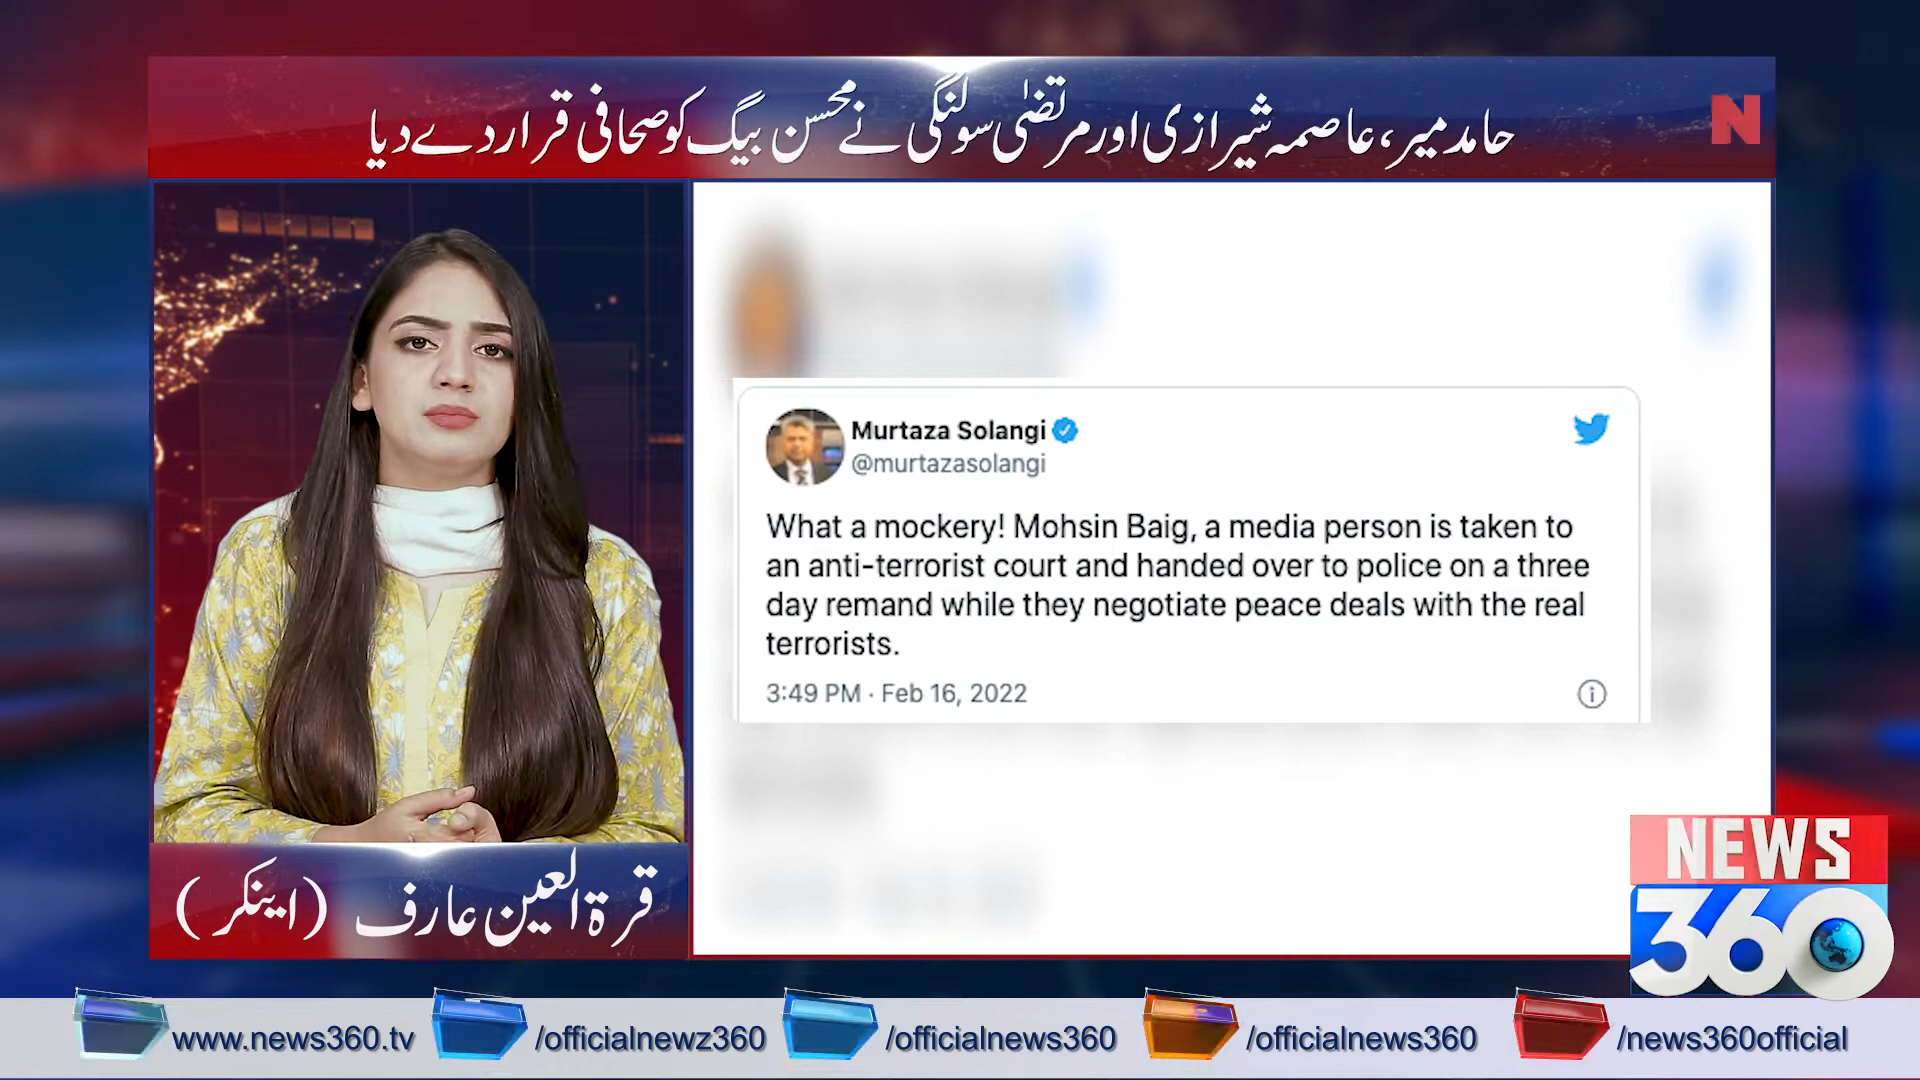 حامد میر، عاصمہ شیرازی اور مرتضیٰ سولنگی نے محسن بیگ کو صحافی قرار دے دیا
N
Murtaza Solangi
@murtazasolangi
What a mockery! Mohsin Baig, a media person is taken to
an anti-terrorist court and handed over to police on a three
day remand while they negotiate peace deals with the real
terrorists.
3:49 PM · Feb 16, 2022
قرۃ العین عارف (اینکر)
NEWS
360
www.news360.tv
/officialnewz360
/officialnews360
/officialnews360
/news360official